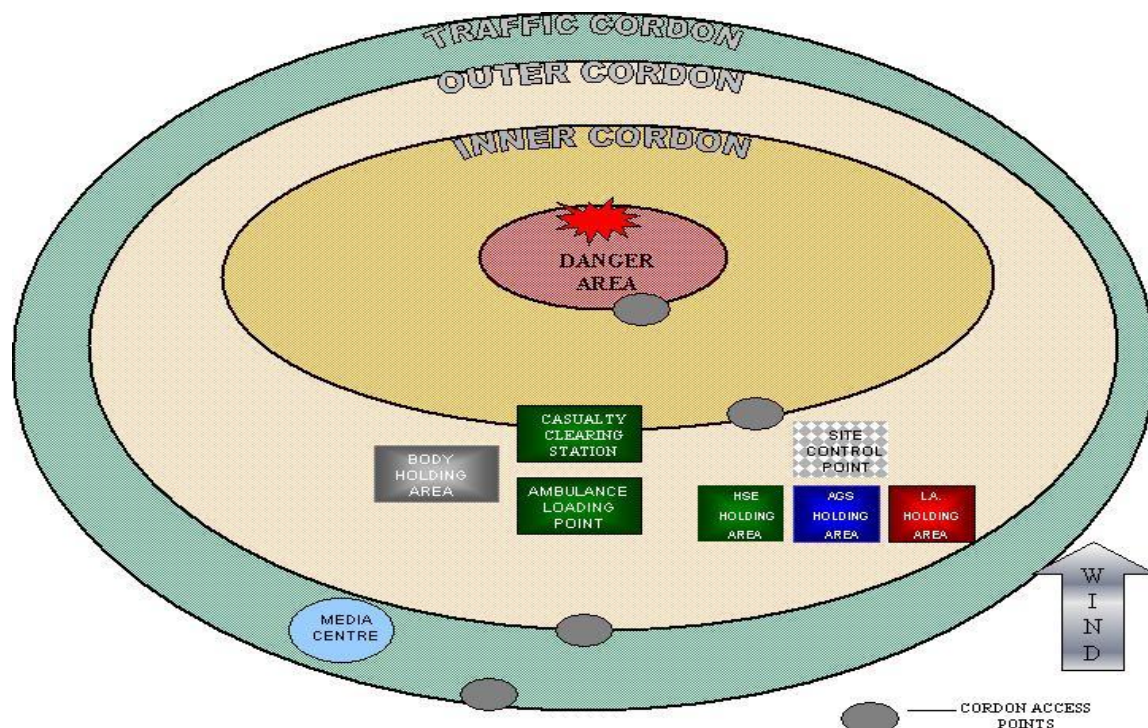 TRAFFIC CORDON
OUTER CORDON
INNER CORDON
DANGER
AREA
CASUALTY
CLEARING
STATION
BODY
HOLDING
AREA
AMBULANCE
LOADING
POINT
SITE
CONTROL
POINT
HSE
HOLDING
AREA
AGS
HOLDING
AREA
L.A.
HOLDING
AREA
MEDIA
CENTRE
W
I
N
D
CORDON ACCESS
POINTS